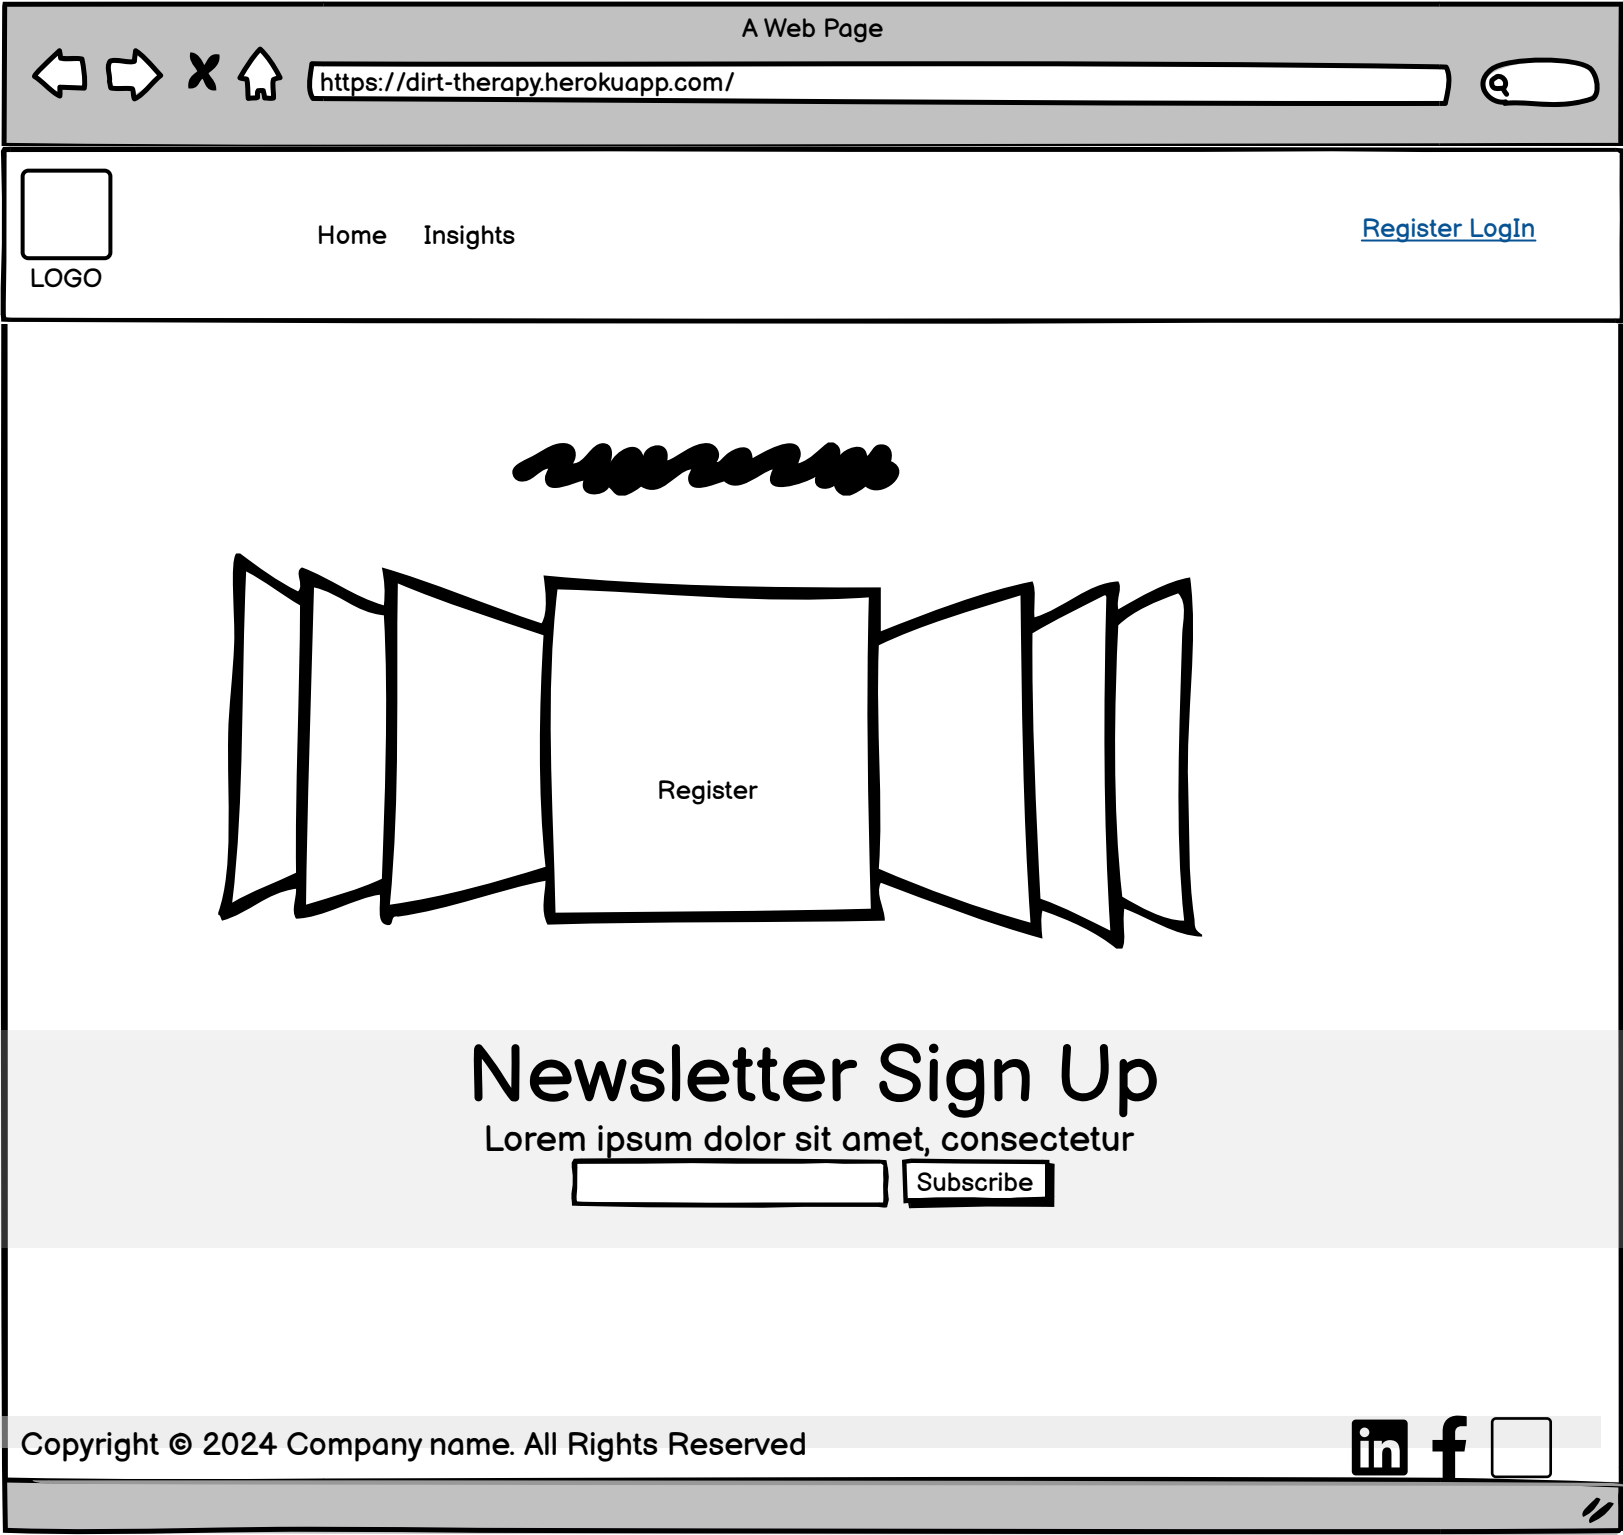 A Web Page
https://dirt-therapy.herokuapp.com/
Home Insights
Register LogIn
LOGO
Register
Newsletter Sign Up
Lorem ipsum dolor sit amet, consectetur
Subscribe
Copyright © 2024 Company name. All Rights Reserved
in f